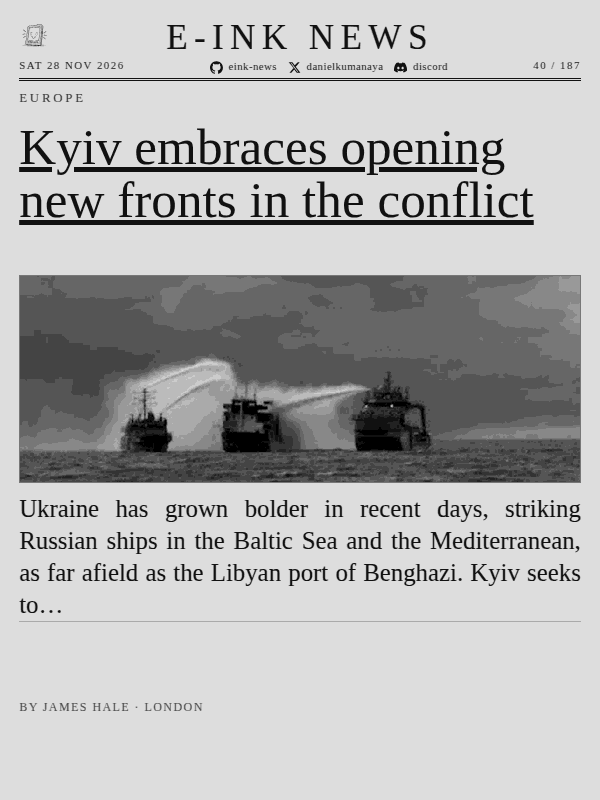 E-INK NEWS
SAT 28 NOV 2026
eink-news
danielkumanaya
discord
40 / 187
EUROPE
Kyiv embraces opening
new fronts in the conflict
Ukraine has grown bolder in recent days, striking
Russian ships in the Baltic Sea and the Mediterranean,
as far afield as the Libyan port of Benghazi. Kyiv seeks
to…
BY JAMES HALE · LONDON